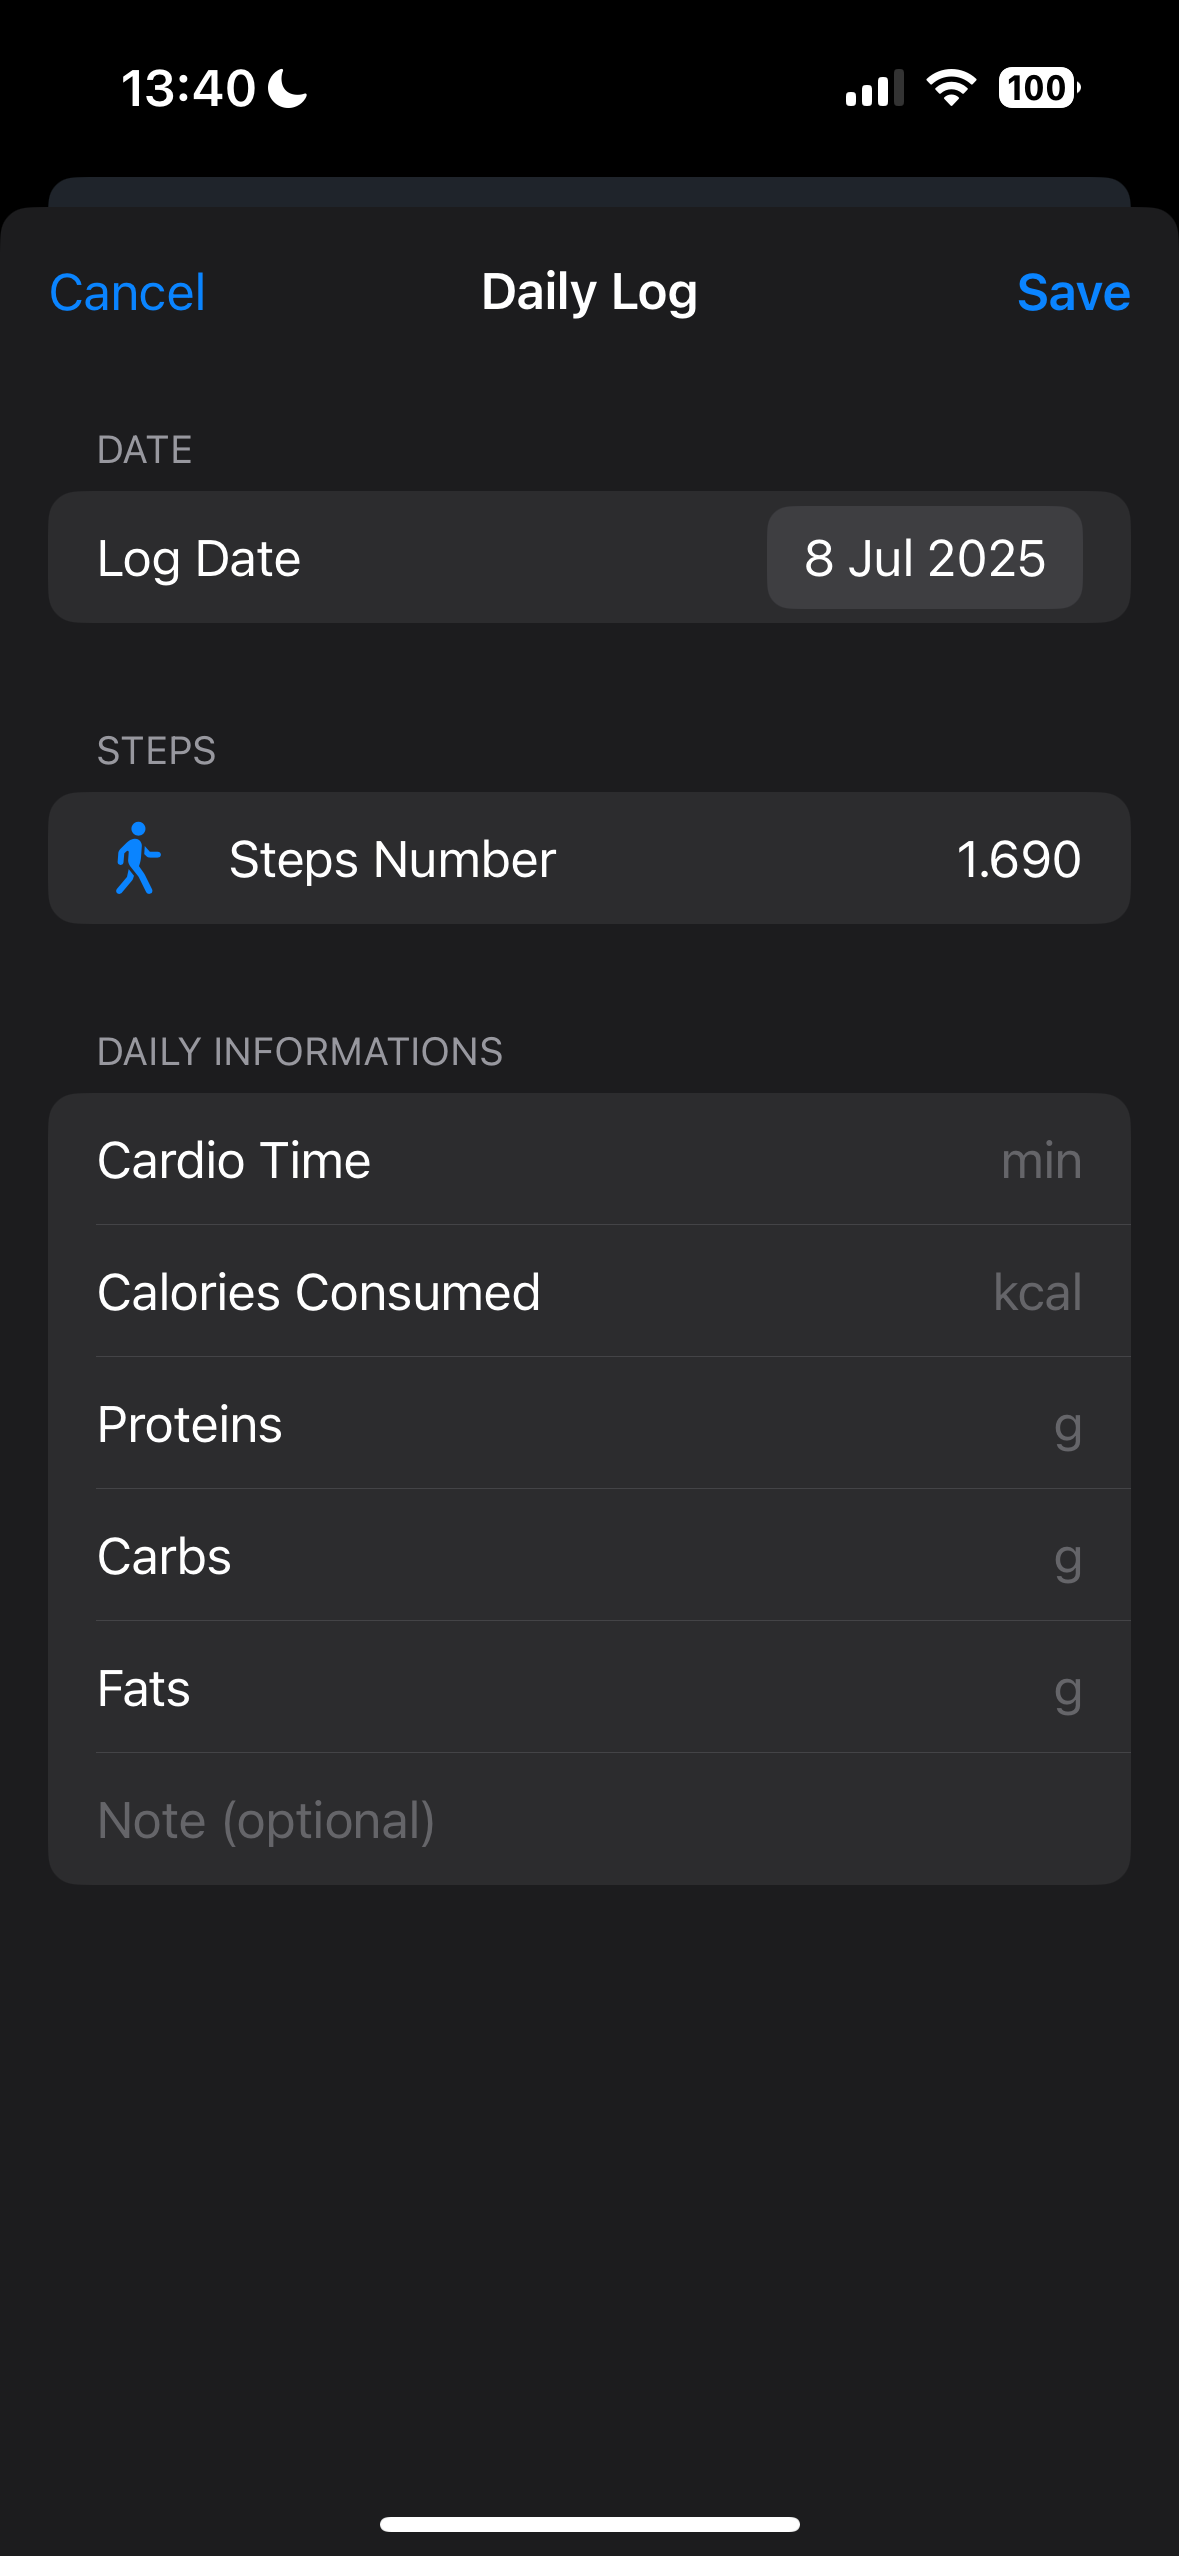 13:40
100
Cancel
Daily Log
Save
DATE
Log Date
8 Jul 2025
STEPS
Steps Number
1.690
DAILY INFORMATIONS
Cardio Time
min
Calories Consumed
kcal
Proteins
g
Carbs
g
Fats
g
Note (optional)